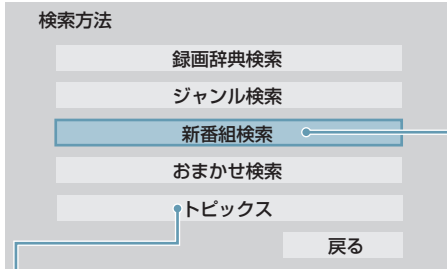 検索方法
録画辞典検索
ジャンル検索
新番組検索
おまかせ検索
トピックス
戻る